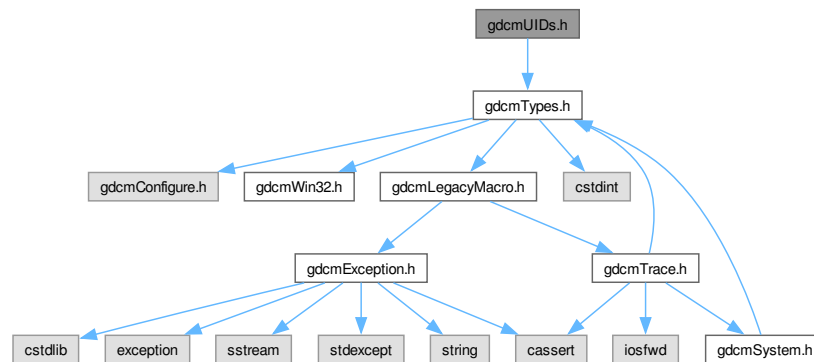 gdcmUIDs.h
gdcmTypes.h
gdcmConfigure.h
gdcmWin32.h
gdcmLegacyMacro.h
cstdint
gdcmException.h
gdcmTrace.h
cstdlib
exception
sstream
stdexcept
string
cassert
iosfwd
gdcmSystem.h